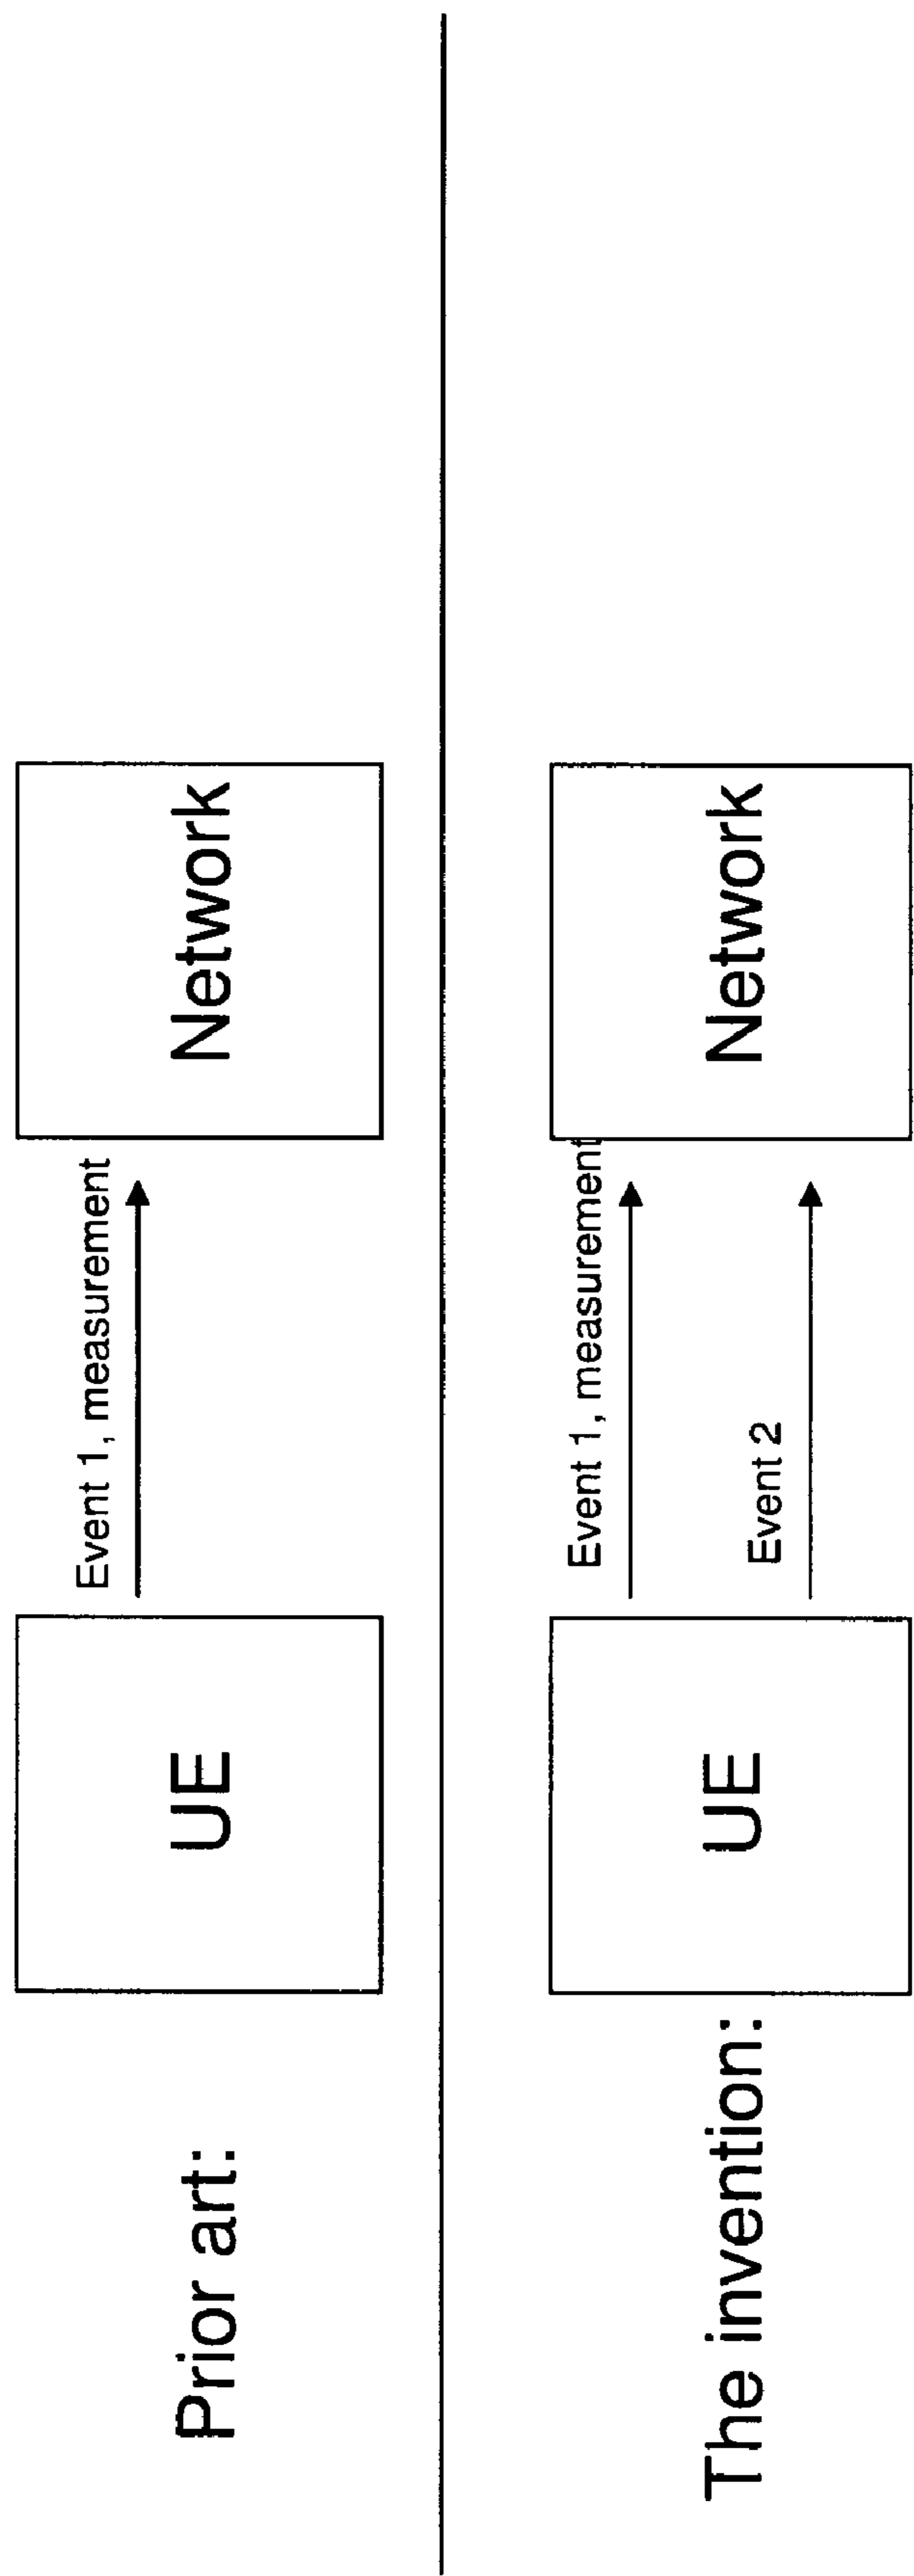 Prior art:
UE
Event 1, measurement
Network
The invention:
UE
Event 1, measurement
Event 2
Network